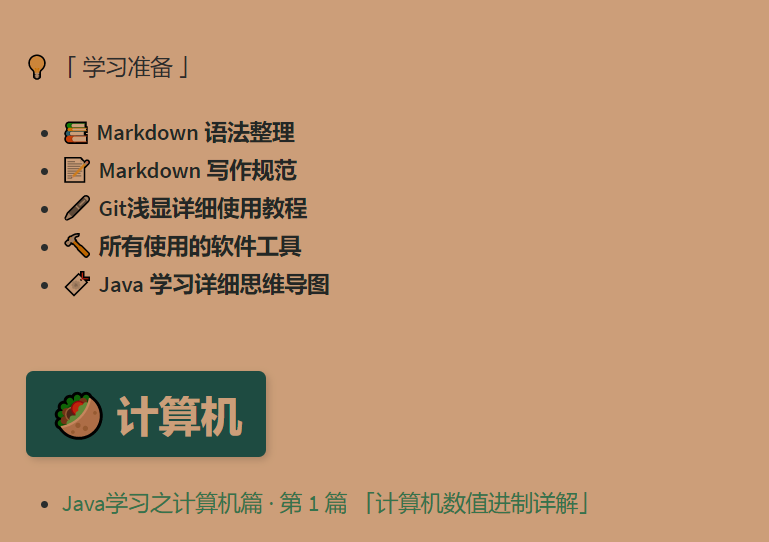 「 学习准备 」
Markdown 语法整理
Markdown 写作规范
Git浅显详细使用教程
所有使用的软件工具
Java 学习详细思维导图
计算机
Java学习之计算机篇 · 第 1 篇 「计算机数值进制详解」